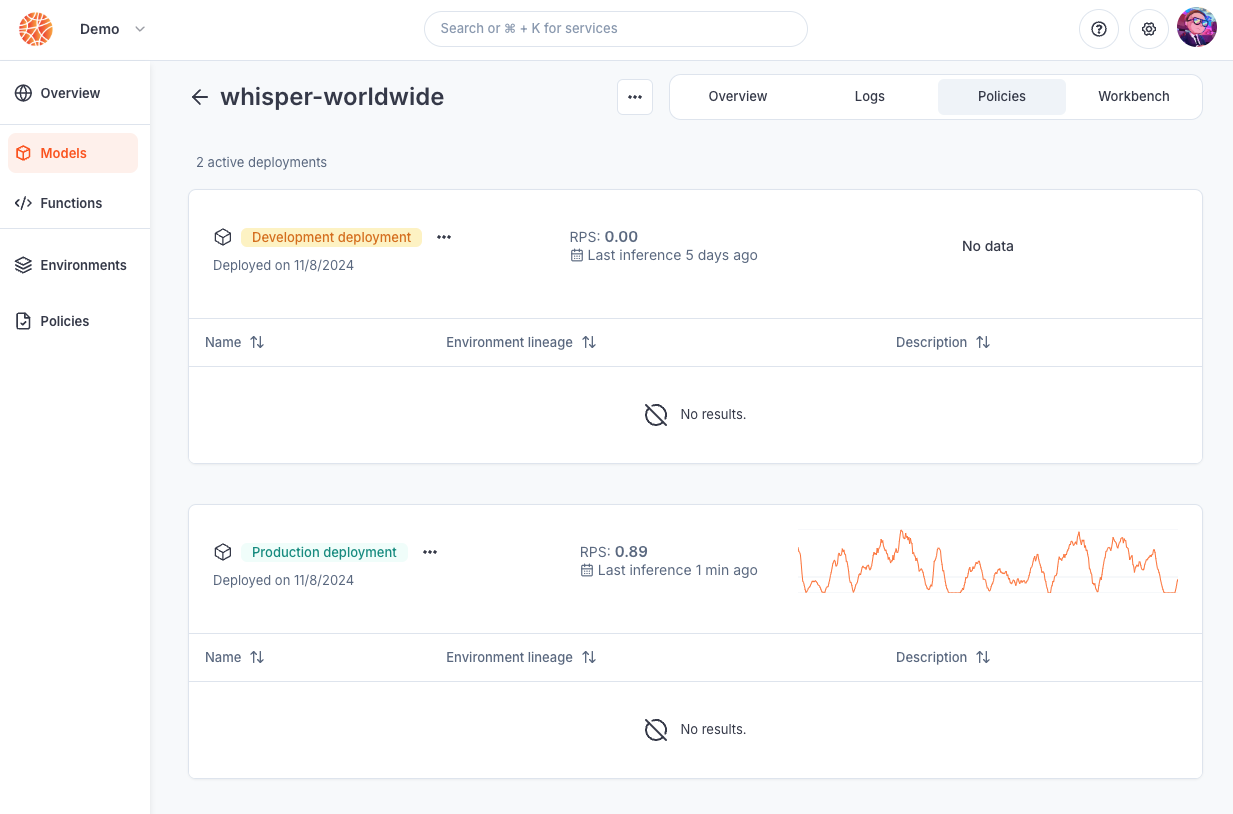 Demo
Search or ⌘ + K for services
Overview
Models
Functions
Environments
Policies
whisper-worldwide
Overview
Logs
Policies
Workbench
2 active deployments
Development deployment
Deployed on 11/8/2024
RPS: 0.00
Last inference 5 days ago
No data
Name
Environment lineage
Description
No results.
Production deployment
Deployed on 11/8/2024
RPS: 0.89
Last inference 1 min ago
Name
Environment lineage
Description
No results.